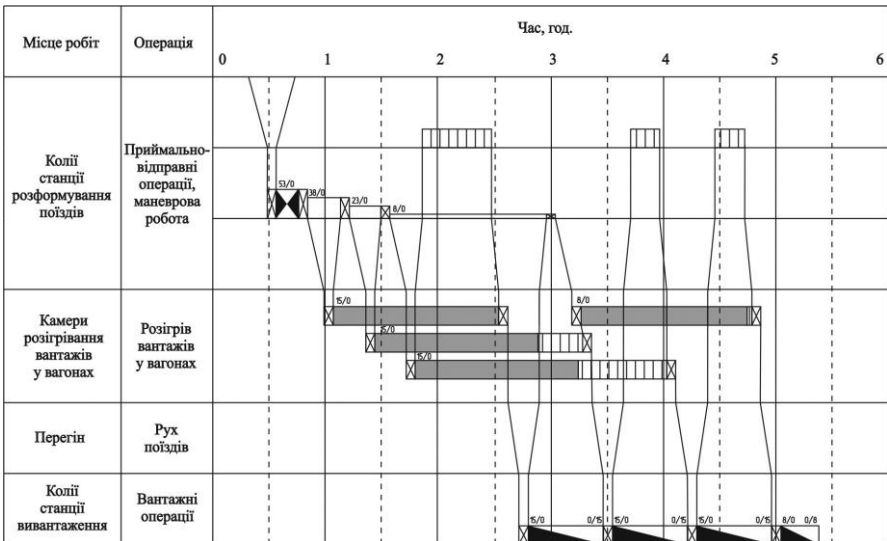 Місце робіт
Операція
Час, год.
0 1 2 3 4 5 6
Колії
станції
розформування
поїздів
Приймально-
відправні
операції,
маневрова
робота
53/0
38/0
23/0
8/0
Камери
розігрівання
вантажів
у вагонах
Розігрів
вантажів
у вагонах
15/0
8/0
15/0
15/0
Перегін
Рух
поїздів
Колії
станції
вивантаження
Вантажні
операції
15/0 0/15 15/0 0/15 15/0 0/15 8/0 0/8